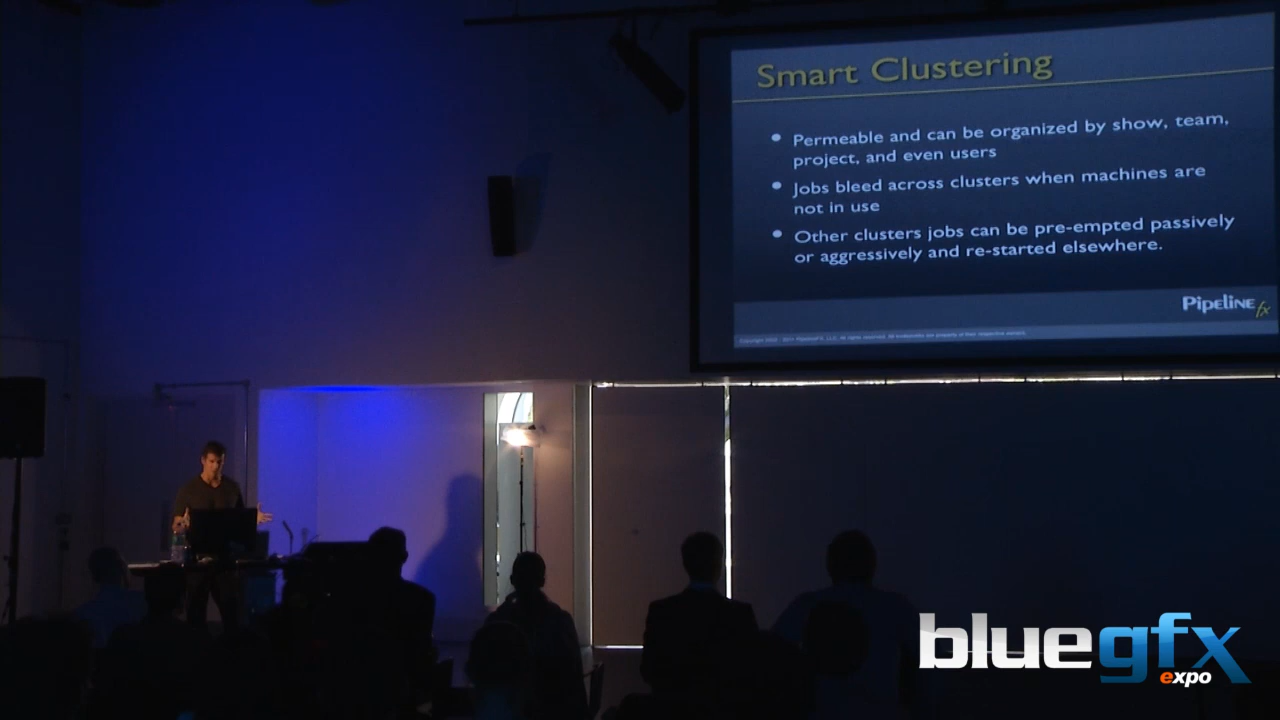 Smart Clustering
• Permeable and can be organized by show, team,
project, and even users
• Jobs bleed across clusters when machines are
not in use
• Other clusters jobs can be pre-empted passively
or aggressively and re-started elsewhere.
PipelineFX
bluegfx
expo